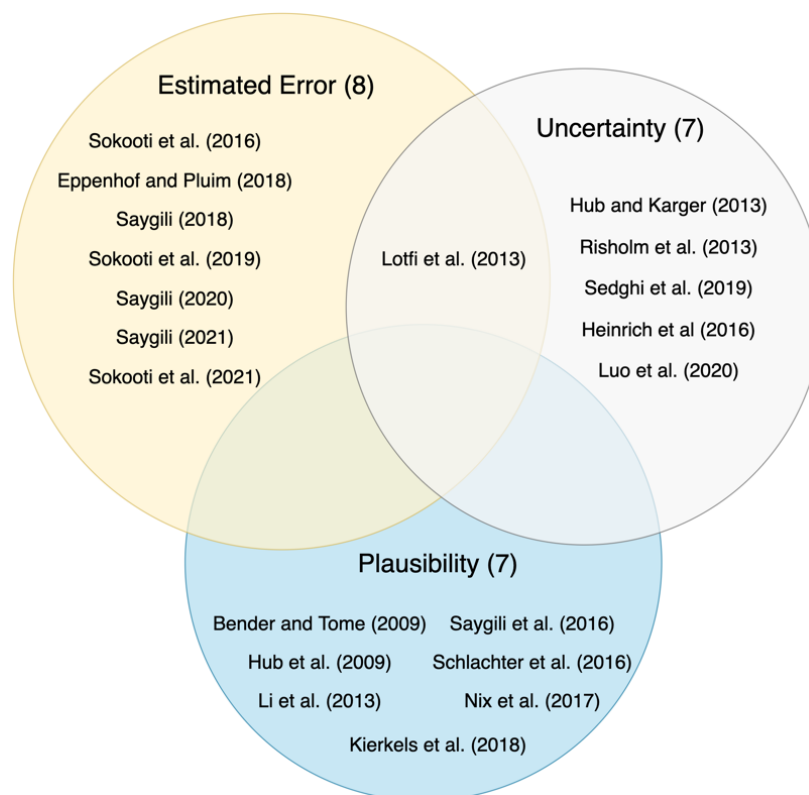 Estimated Error (8)
Sokooti et al. (2016)
Eppenhof and Pluim (2018)
Saygili (2018)
Sokooti et al. (2019)
Saygili (2020)
Saygili (2021)
Sokooti et al. (2021)
Lotfi et al. (2013)
Uncertainty (7)
Hub and Karger (2013)
Risholm et al. (2013)
Sedghi et al. (2019)
Heinrich et al (2016)
Luo et al. (2020)
Plausibility (7)
Bender and Tome (2009) Saygili et al. (2016)
Hub et al. (2009) Schlachter et al. (2016)
Li et al. (2013) Nix et al. (2017)
Kierkels et al. (2018)